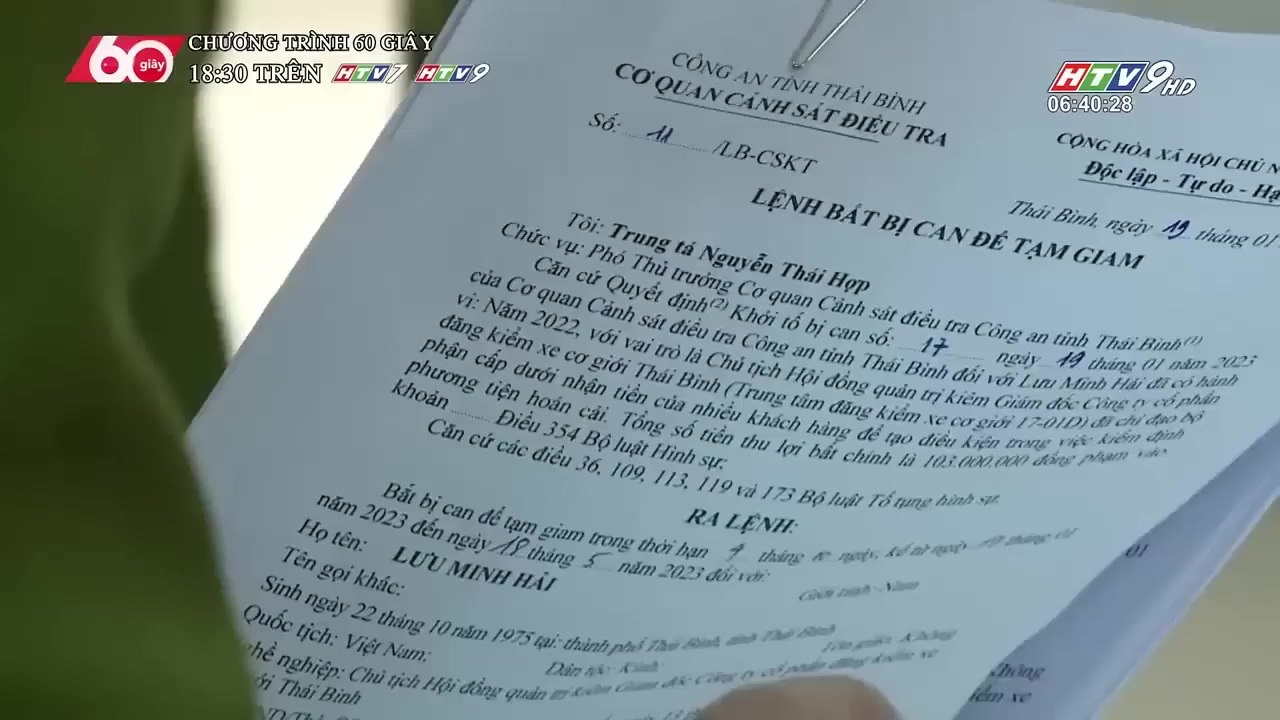 60 giây
CHƯƠNG TRÌNH 60 GIÂY
18:30 TRÊN HTV7 HTV9
HTV9 HD
06:40:28
CÔNG AN TỈNH THÁI BÌNH
CƠ QUAN CẢNH SÁT ĐIỀU TRA
Số: 11 /LB-CSKT
CỘNG HÒA XÃ HỘI CHỦ N
Độc lập - Tự do - Hạ
Thái Bình, ngày 19 tháng 01
LỆNH BẮT BỊ CAN ĐỂ TẠM GIAM
Tôi: Trung tá Nguyễn Thái Hợp
Chức vụ: Phó Thủ trưởng Cơ quan Cảnh sát điều tra Công an tỉnh Thái Bình(1)
Căn cứ Quyết định(2) Khởi tố bị can số: 17 ngày 19 tháng 01 năm 2023
của Cơ quan Cảnh sát điều tra Công an tỉnh Thái Bình đối với Lưu Minh Hải đã có hành
vi: Năm 2022, với vai trò là Chủ tịch Hội đồng quản trị kiêm Giám đốc Công ty cổ phần
đăng kiểm xe cơ giới Thái Bình (Trung tâm đăng kiểm xe cơ giới 17-01D) đã chỉ đạo bộ
phận cấp dưới nhận tiền của nhiều khách hàng để tạo điều kiện trong việc kiểm định
phương tiện hoán cải. Tổng số tiền thu lợi bất chính là 103.000.000 đồng phạm vào
khoản ........ Điều 354 Bộ luật Hình sự;
Căn cứ các điều 36, 109, 113, 119 và 173 Bộ luật Tố tụng hình sự,
RA LỆNH:
Bắt bị can để tạm giam trong thời hạn 4 tháng ngày, kể từ ngày 19 tháng 01
năm 2023 đến ngày 18 tháng 5 năm 2023 đối với:
Họ tên: LƯU MINH HẢI Giới tính: Nam
Tên gọi khác:
Sinh ngày 22 tháng 10 năm 1975 tại: thành phố Thái Bình, tỉnh Thái Bình
Quốc tịch: Việt Nam; Dân tộc: Kinh; Tôn giáo: Không
ghề nghiệp: Chủ tịch Hội đồng quản trị kiêm Giám đốc Công ty cổ phần đăng kiểm xe
ới Thái Bình
01
Không
iểm xe